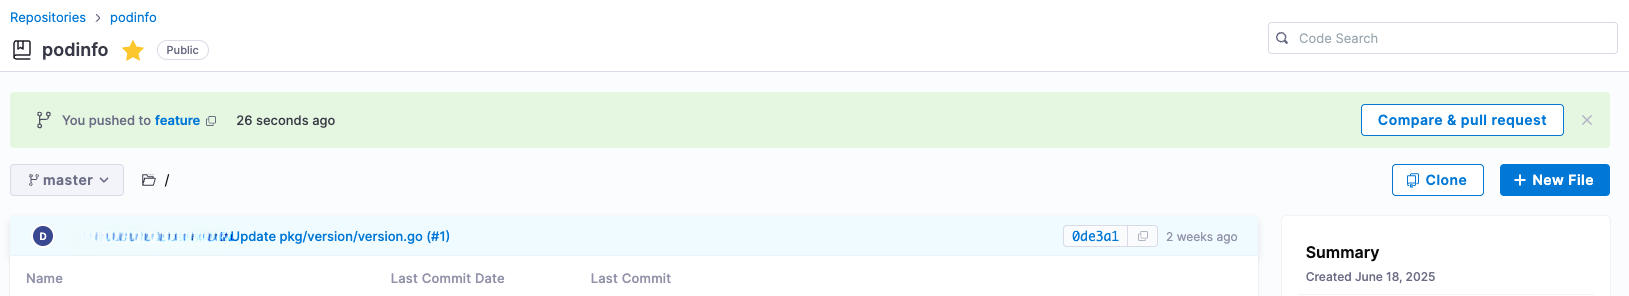 Repositories > podinfo
podinfo Public
Code Search
You pushed to feature 26 seconds ago
Compare & pull request
master
/
Clone
+ New File
D Update pkg/version/version.go (#1)
0de3a1
2 weeks ago
Name Last Commit Date Last Commit
Summary
Created June 18, 2025